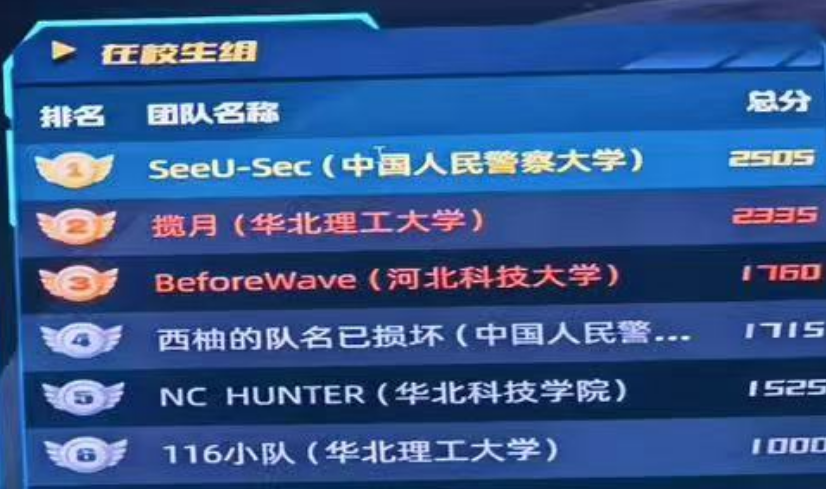 在校生组
排名 团队名称 总分
1 SeeU-Sec（中国人民警察大学） 2505
2 揽月（华北理工大学） 2335
3 BeforeWave（河北科技大学） 1760
4 西柚的队名已损坏（中国人民警... 1715
5 NC HUNTER（华北科技学院） 1525
6 116小队（华北理工大学） 1000